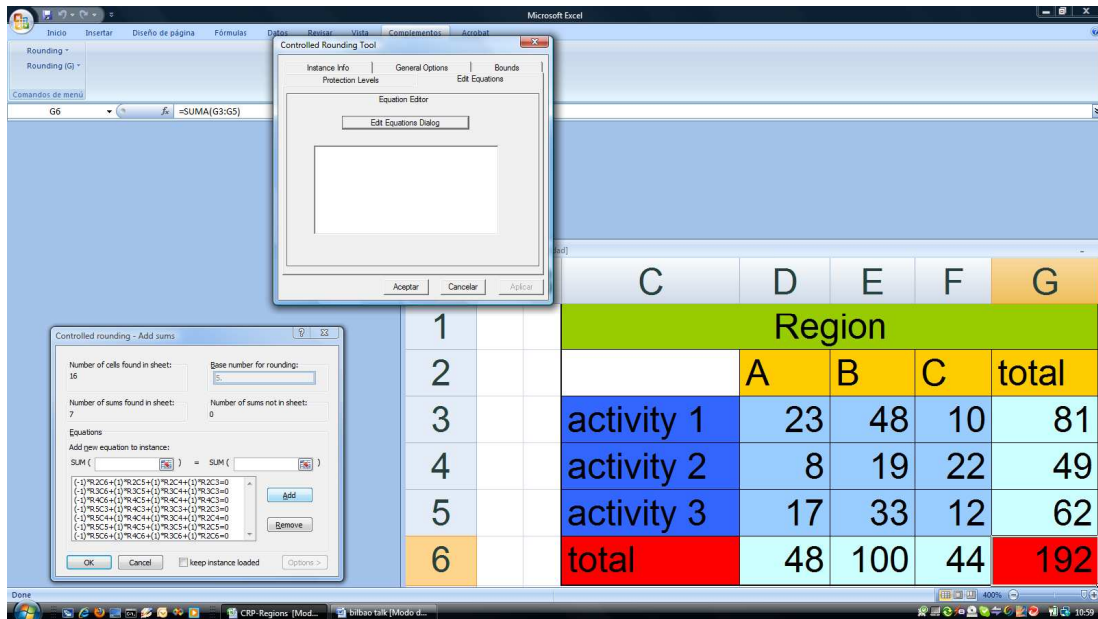 Microsoft Excel
Inicio Insertar Diseño de página Fórmulas Datos Revisar Vista Complementos Acrobat
Rounding
Rounding (G)
Comandos de menú
G6 fx =SUMA(G3:G5)
Controlled Rounding Tool
Instance Info General Options Bounds
Protection Levels Edit Equations
Equation Editor
Edit Equations Dialog
Aceptar Cancelar Aplicar
C D E F G
1 Region
2 A B C total
3 activity 1 23 48 10 81
4 activity 2 8 19 22 49
5 activity 3 17 33 12 62
6 total 48 100 44 192
Controlled rounding - Add sums
Number of cells found in sheet: Base number for rounding:
16 5.
Number of sums found in sheet: Number of sums not in sheet:
7 0
Equations
Add new equation to instance:
SUM ( ) = SUM ( )
(-1)*R2C6+(1)*R2C5+(1)*R2C4+(1)*R2C3=0
(-1)*R3C6+(1)*R3C5+(1)*R3C4+(1)*R3C3=0
(-1)*R4C6+(1)*R4C5+(1)*R4C4+(1)*R4C3=0
(-1)*R5C3+(1)*R4C3+(1)*R3C3+(1)*R2C3=0
(-1)*R5C4+(1)*R4C4+(1)*R3C4+(1)*R2C4=0
(-1)*R5C5+(1)*R4C5+(1)*R3C5+(1)*R2C5=0
(-1)*R5C6+(1)*R4C6+(1)*R3C6+(1)*R2C6=0
Add
Remove
OK Cancel keep instance loaded Options >
Done
400%
CRP-Regions [Mod... bilbao talk [Modo d...
10:59